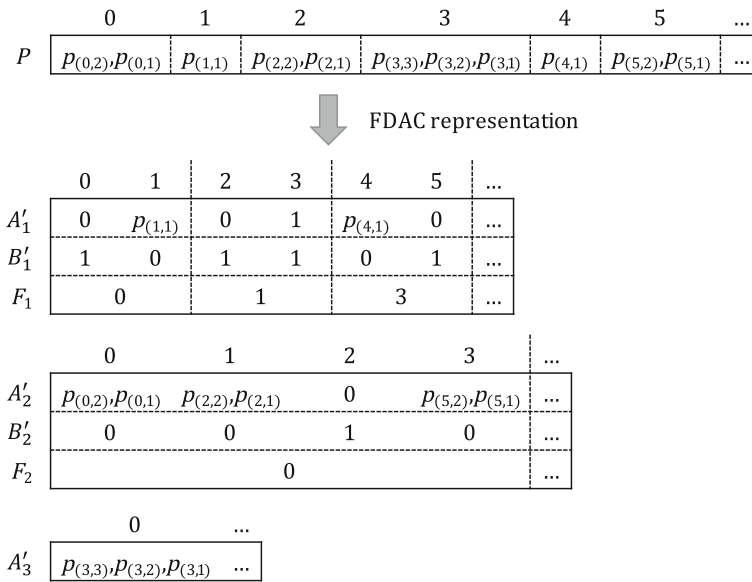 0 1 2 3 4 5 ...
P p(0,2),p(0,1) p(1,1) p(2,2),p(2,1) p(3,3),p(3,2),p(3,1) p(4,1) p(5,2),p(5,1) ...
FDAC representation
0 1 2 3 4 5 ...
A′1 0 p(1,1) 0 1 p(4,1) 0 ...
B′1 1 0 1 1 0 1 ...
F1 0 1 3 ...
0 1 2 3 ...
A′2 p(0,2),p(0,1) p(2,2),p(2,1) 0 p(5,2),p(5,1) ...
B′2 0 0 1 0 ...
F2 0 ...
0 ...
A′3 p(3,3),p(3,2),p(3,1) ...